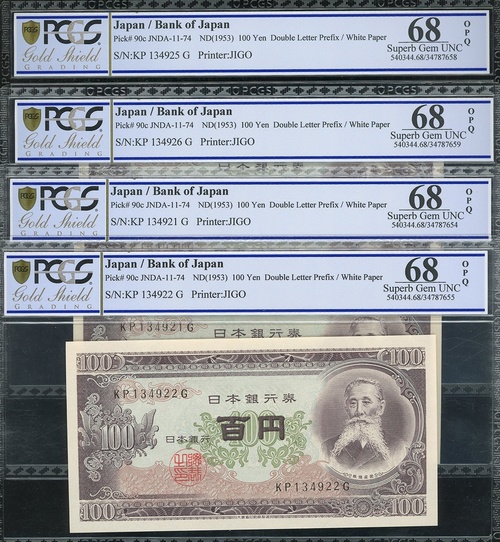 PCGS
PCGS
Gold Shield
GRADING
Japan / Bank of Japan
Pick# 90c JNDA-11-74 ND(1953) 100 Yen Double Letter Prefix / White Paper
S/N:KP 134925 G Printer:JIGO
68
OPQ
Superb Gem UNC
540344.68/34787658
PCGS
PCGS
Gold Shield
GRADING
Japan / Bank of Japan
Pick# 90c JNDA-11-74 ND(1953) 100 Yen Double Letter Prefix / White Paper
S/N:KP 134926 G Printer:JIGO
68
OPQ
Superb Gem UNC
540344.68/34787659
PCGS
PCGS
Gold Shield
GRADING
Japan / Bank of Japan
Pick# 90c JNDA-11-74 ND(1953) 100 Yen Double Letter Prefix / White Paper
S/N:KP 134921 G Printer:JIGO
68
OPQ
Superb Gem UNC
540344.68/34787654
PCGS
PCGS
Gold Shield
GRADING
Japan / Bank of Japan
Pick# 90c JNDA-11-74 ND(1953) 100 Yen Double Letter Prefix / White Paper
S/N:KP 134922 G Printer:JIGO
68
OPQ
Superb Gem UNC
540344.68/34787655
KP134921G
100 100
日本銀行券
KP134922G
100
日本銀行
百円
100
KP134922G
100 100